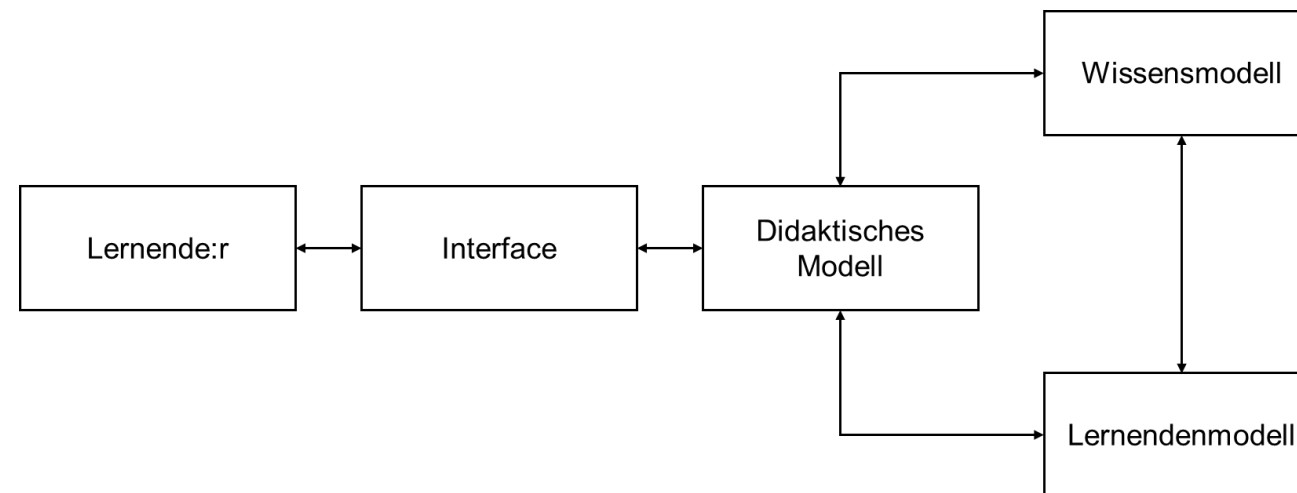 Wissensmodell
Lernende:r
Interface
Didaktisches
Modell
Lernendenmodell